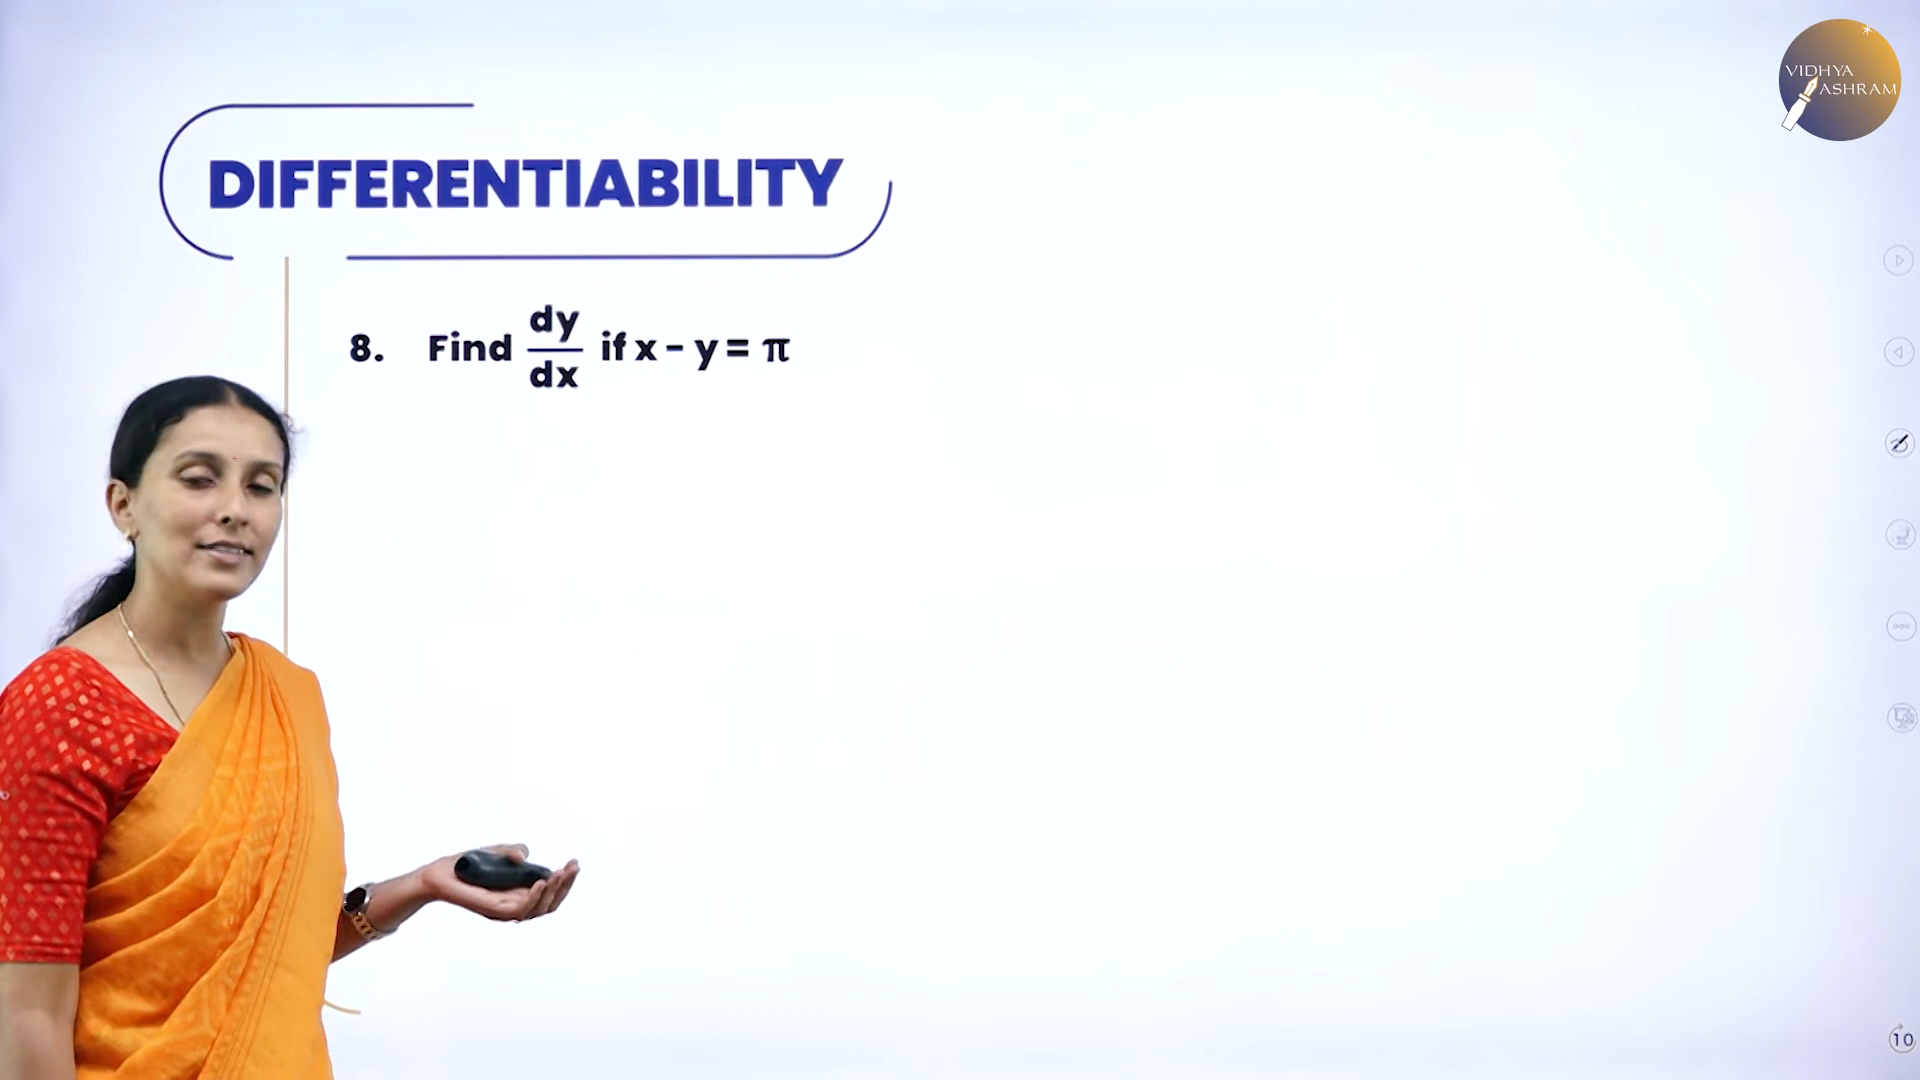 VIDHYA
ASHRAM
DIFFERENTIABILITY
8. Find dy/dx if x - y = π
10